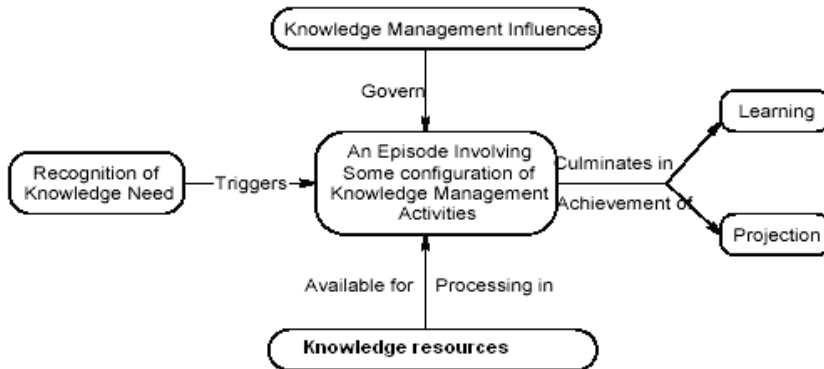 Knowledge Management Influences
Govern
Learning
An Episode Involving
Some configuration of
Knowledge Management
Activities
Culminates in
Achievement of
Recognition of
Knowledge Need
Triggers
Projection
Available for
Processing in
Knowledge resources